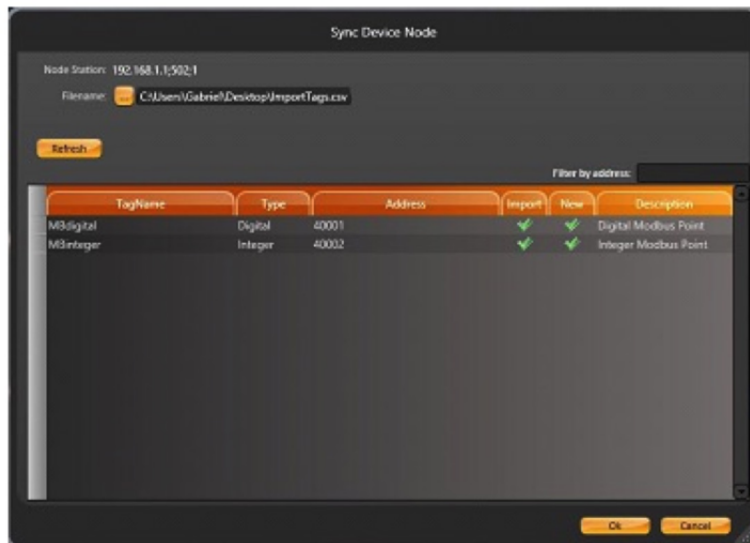 Sync Device Node
Node Station: 192.168.1.1;502;1
Filename: ... C:\Users\Gabriel\Desktop\ImportTags.csv
Refresh
Filter by address:
TagName Type Address Import New Description
MBdigital Digital 40001 Digital Modbus Point
MBinteger Integer 40002 Integer Modbus Point
Ok Cancel